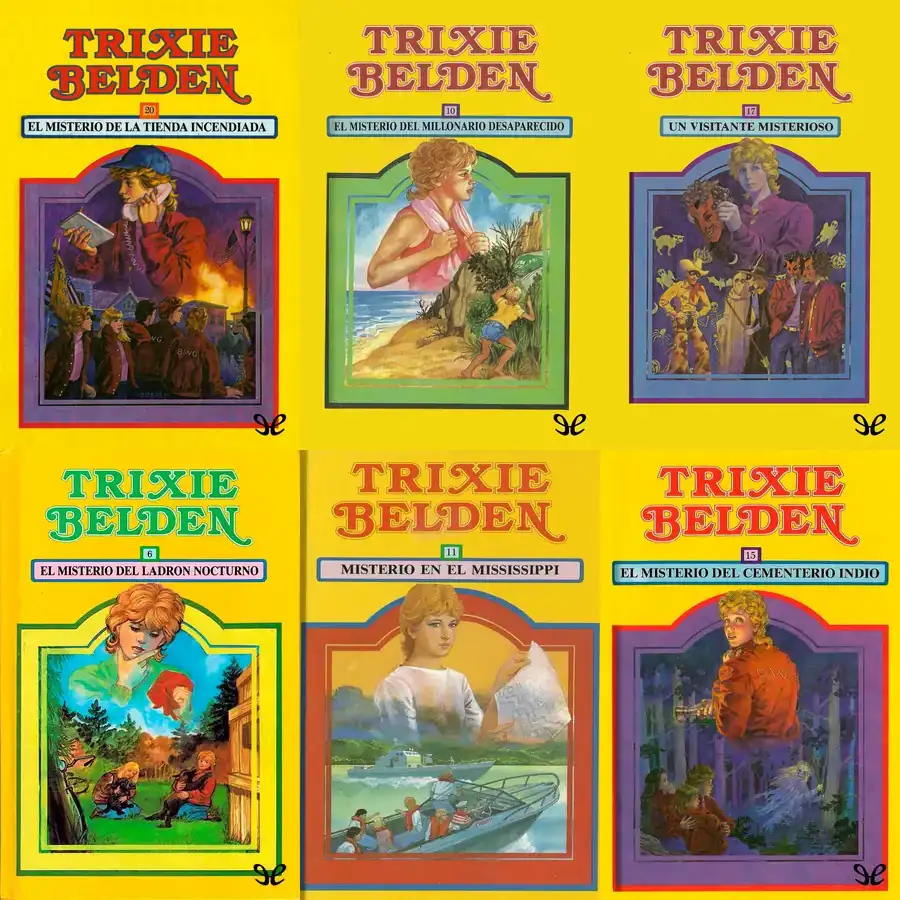 TRIXIE
BELDEN
20
EL MISTERIO DE LA TIENDA INCENDIADA
TRIXIE
BELDEN
10
EL MISTERIO DEL MILLONARIO DESAPARECIDO
TRIXIE
BELDEN
17
UN VISITANTE MISTERIOSO
TRIXIE
BELDEN
6
EL MISTERIO DEL LADRON NOCTURNO
TRIXIE
BELDEN
11
MISTERIO EN EL MISSISSIPPI
TRIXIE
BELDEN
15
EL MISTERIO DEL CEMENTERIO INDIO